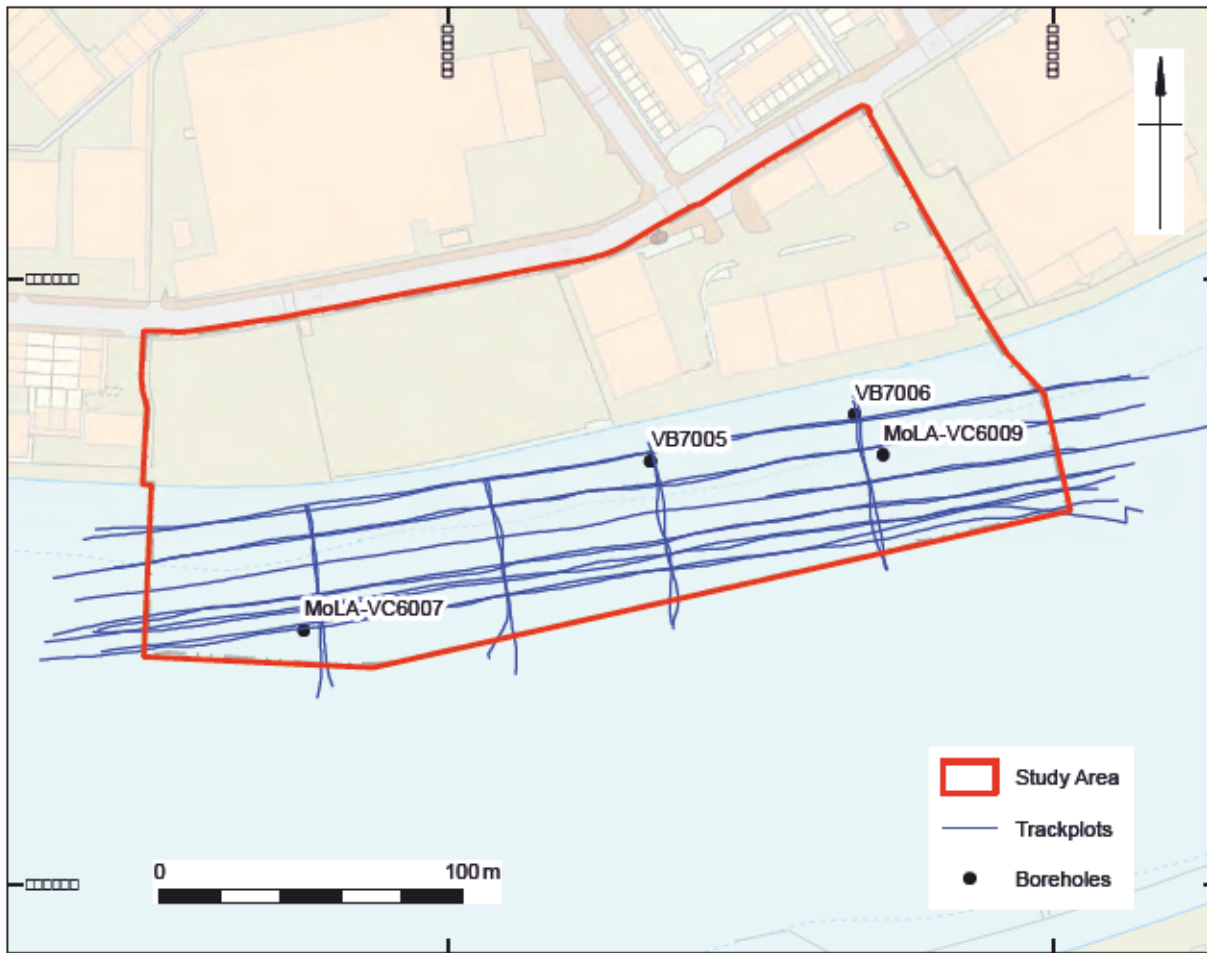 VB7006
VB7005
MoLA-VC6009
MoLA-VC6007
Study Area
Trackplots
Boreholes
0
100 m